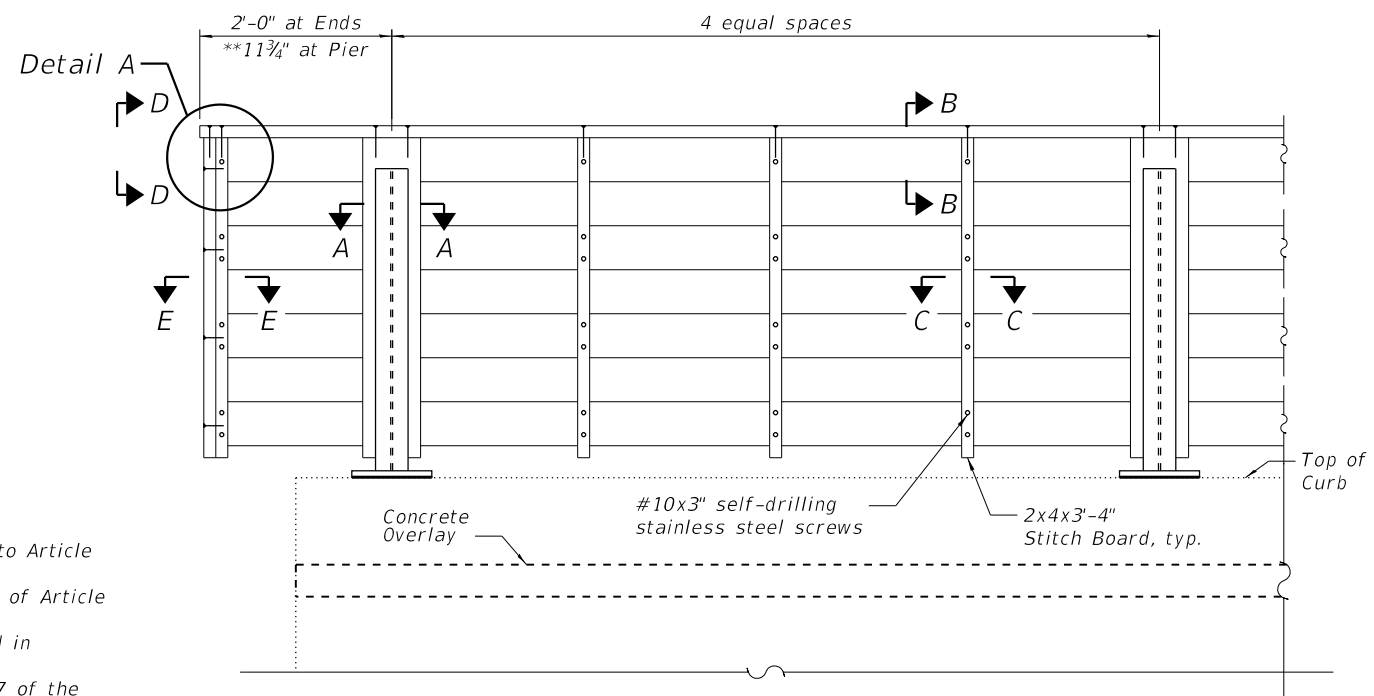 2'-0" at Ends
**11¾" at Pier
4 equal spaces
Detail A
D
B
D
B
A
A
E
E
C
C
Top of
Curb
#10x3" self-drilling
stainless steel screws
2x4x3'-4"
Stitch Board, typ.
Concrete
Overlay
to Article
of Article
in
7 of the